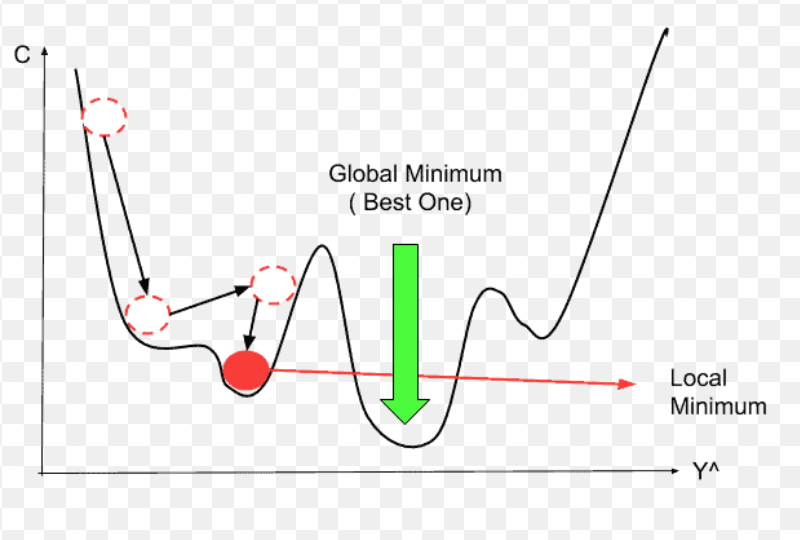 C
Global Minimum
( Best One)
Local
Minimum
Y^